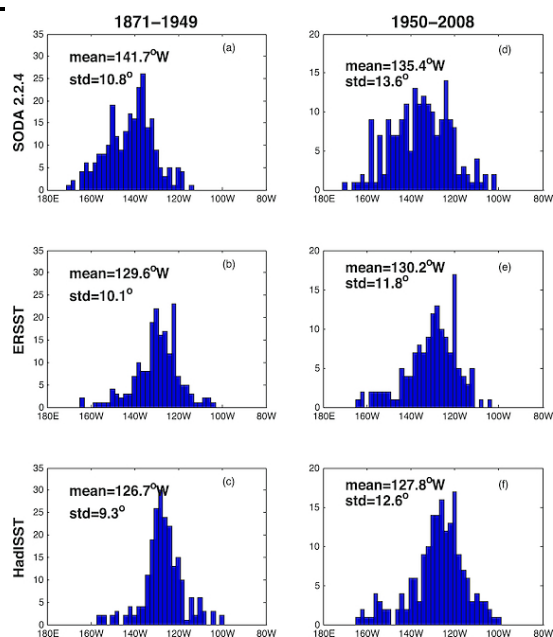 1871−1949
1950−2008
SODA 2.2.4
35
30
25
20
15
10
5
0
mean=141.7°W
std=10.8°
(a)
180E 160W 140W 120W 100W 80W
20
15
10
5
0
mean=135.4°W
std=13.6°
(d)
180E 160W 140W 120W 100W 80W
ERSST
35
30
25
20
15
10
5
0
mean=129.6°W
std=10.1°
(b)
180E 160W 140W 120W 100W 80W
20
15
10
5
0
mean=130.2°W
std=11.8°
(e)
180E 160W 140W 120W 100W 80W
HadISST
35
30
25
20
15
10
5
0
mean=126.7°W
std=9.3°
(c)
180E 160W 140W 120W 100W 80W
20
15
10
5
0
mean=127.8°W
std=12.6°
(f)
180E 160W 140W 120W 100W 80W